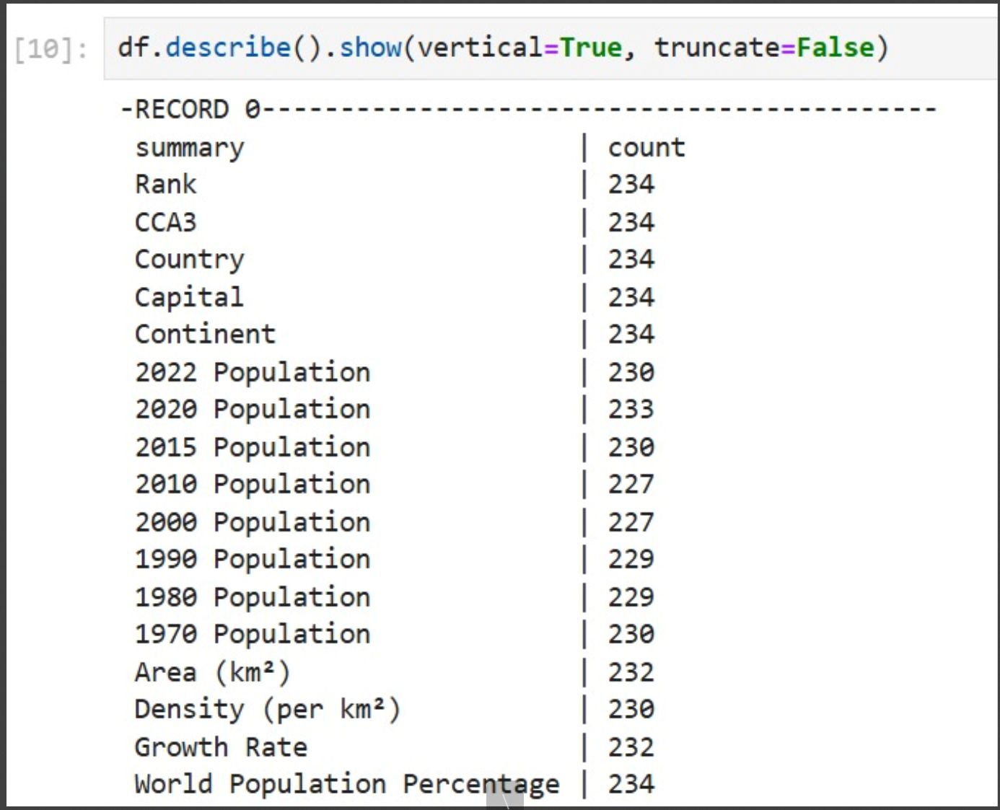 [10]: df.describe().show(vertical=True, truncate=False)
-RECORD 0-------------------------------------------
summary | count
Rank | 234
CCA3 | 234
Country | 234
Capital | 234
Continent | 234
2022 Population | 230
2020 Population | 233
2015 Population | 230
2010 Population | 227
2000 Population | 227
1990 Population | 229
1980 Population | 229
1970 Population | 230
Area (km²) | 232
Density (per km²) | 230
Growth Rate | 232
World Population Percentage | 234